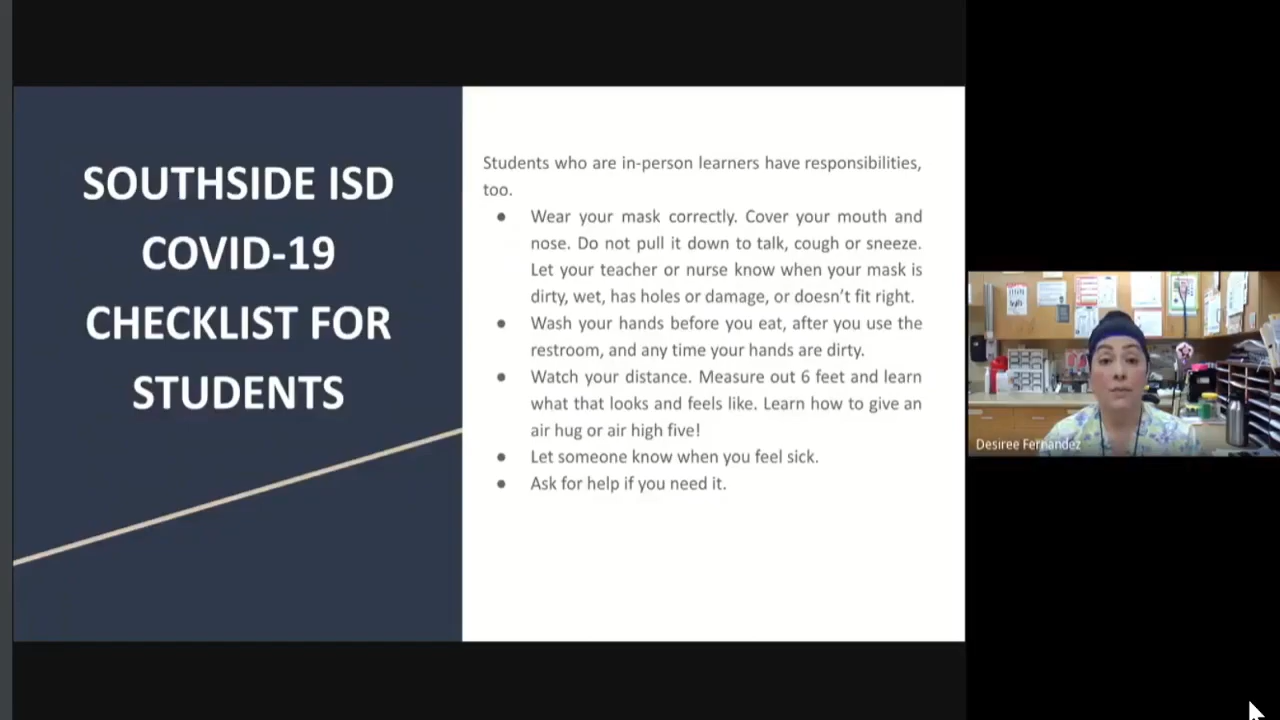 SOUTHSIDE ISD
COVID-19
CHECKLIST FOR
STUDENTS
Students who are in-person learners have responsibilities,
too.
● Wear your mask correctly. Cover your mouth and
nose. Do not pull it down to talk, cough or sneeze.
Let your teacher or nurse know when your mask is
dirty, wet, has holes or damage, or doesn’t fit right.
● Wash your hands before you eat, after you use the
restroom, and any time your hands are dirty.
● Watch your distance. Measure out 6 feet and learn
what that looks and feels like. Learn how to give an
air hug or air high five!
● Let someone know when you feel sick.
● Ask for help if you need it.
Desiree Fernandez